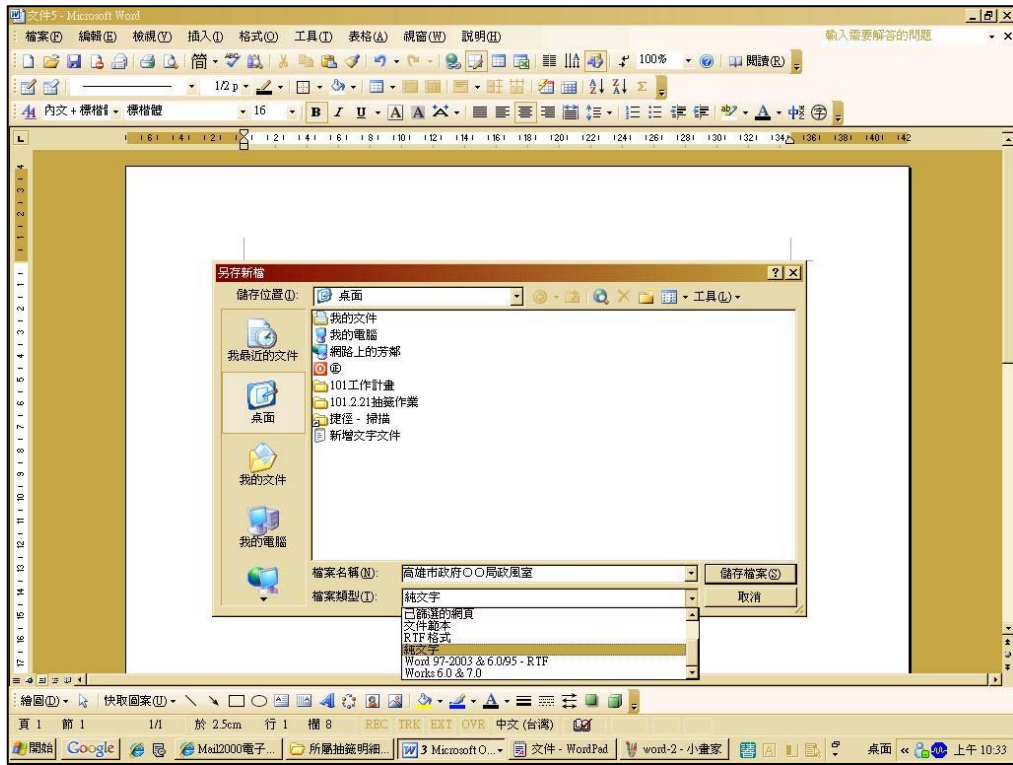 文件5 - Microsoft Word
檔案(F) 編輯(E) 檢視(V) 插入(I) 格式(O) 工具(T) 表格(A) 視窗(W) 說明(H) 輸入需要解答的問題
簡 100% 閱讀(R)
1/2 p
內文 + 標楷 標楷體 16 B I U A A
另存新檔
儲存位置(I): 桌面 工具(L)
我的文件
我的電腦
網路上的芳鄰
101工作計畫
101.2.21抽籤作業
捷徑 - 掃描
新增文字文件
我最近的文件
桌面
我的文件
我的電腦
檔案名稱(N): 高雄市政府○○局政風室 儲存檔案(S)
檔案類型(T): 純文字 取消
已篩選的網頁
文件範本
RTF 格式
純文字
Word 97-2003 & 6.0/95 - RTF
Works 6.0 & 7.0
繪圖(D) 快取圖案(U)
頁 1 節 1 1/1 於 2.5cm 行 1 欄 8 REC TRK EXT OVR 中文 (台灣)
開始 Google Mail2000電子... 所屬抽籤明細... 3 Microsoft O... 文件 - WordPad word-2 - 小畫家 桌面 « 上午 10:33